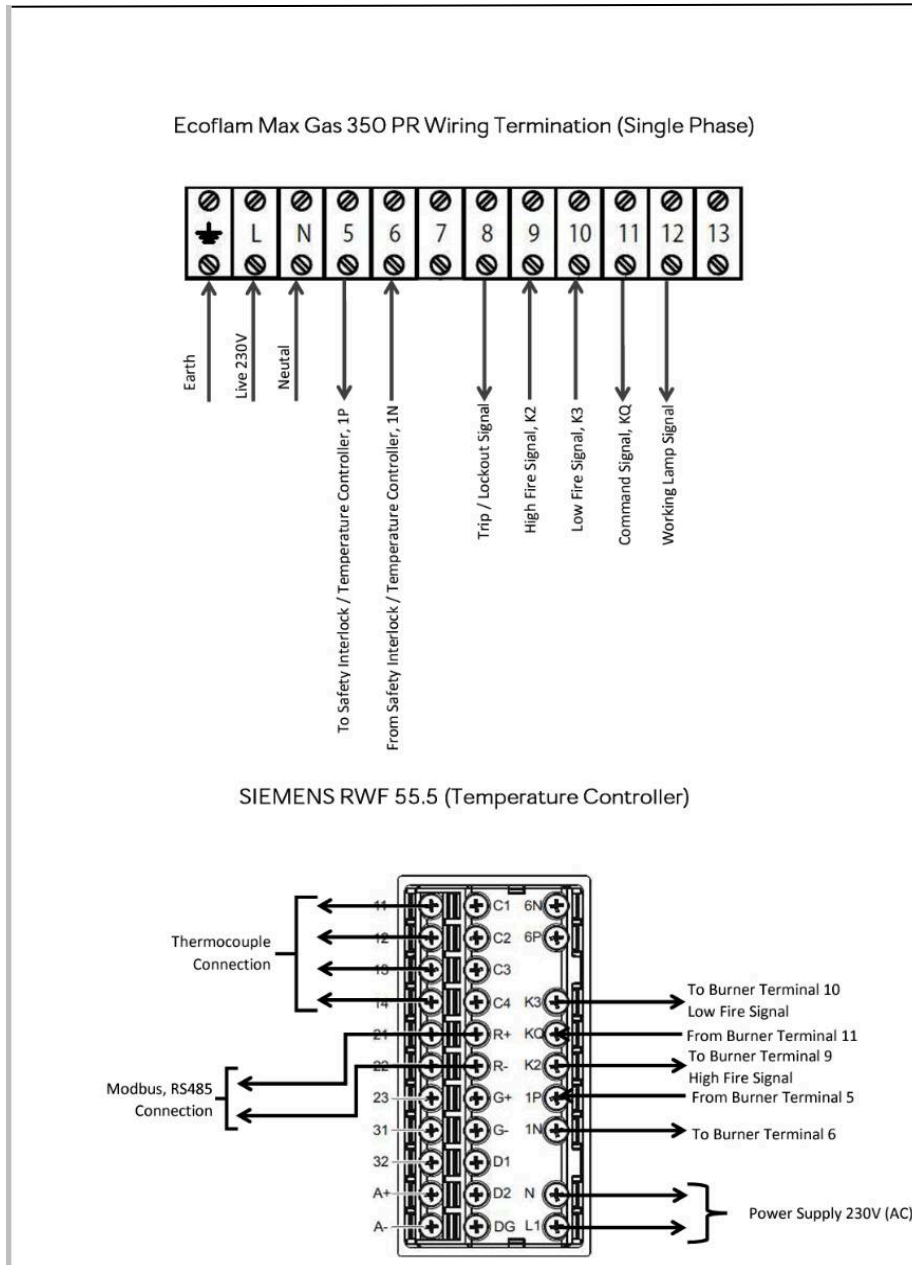 Ecoflam Max Gas 350 PR Wiring Termination (Single Phase)
L N 5 6 7 8 9 10 11 12 13
Earth
Live 230V
Neutal
To Safety Interlock / Temperature Controller, 1P
From Safety Interlock / Temperature Controller, 1N
Trip / Lockout Signal
High Fire Signal, K2
Low Fire Signal, K3
Command Signal, KQ
Working Lamp Signal
SIEMENS RWF 55.5 (Temperature Controller)
Thermocouple
Connection
Modbus, RS485
Connection
11 C1 6N
12 C2 6P
13 C3
14 C4 K3
21 R+ KQ
22 R- K2
23 G+ 1P
31 G- 1N
32 D1
A+ D2 N
A- DG L1
To Burner Terminal 10
Low Fire Signal
From Burner Terminal 11
To Burner Terminal 9
High Fire Signal
From Burner Terminal 5
To Burner Terminal 6
Power Supply 230V (AC)